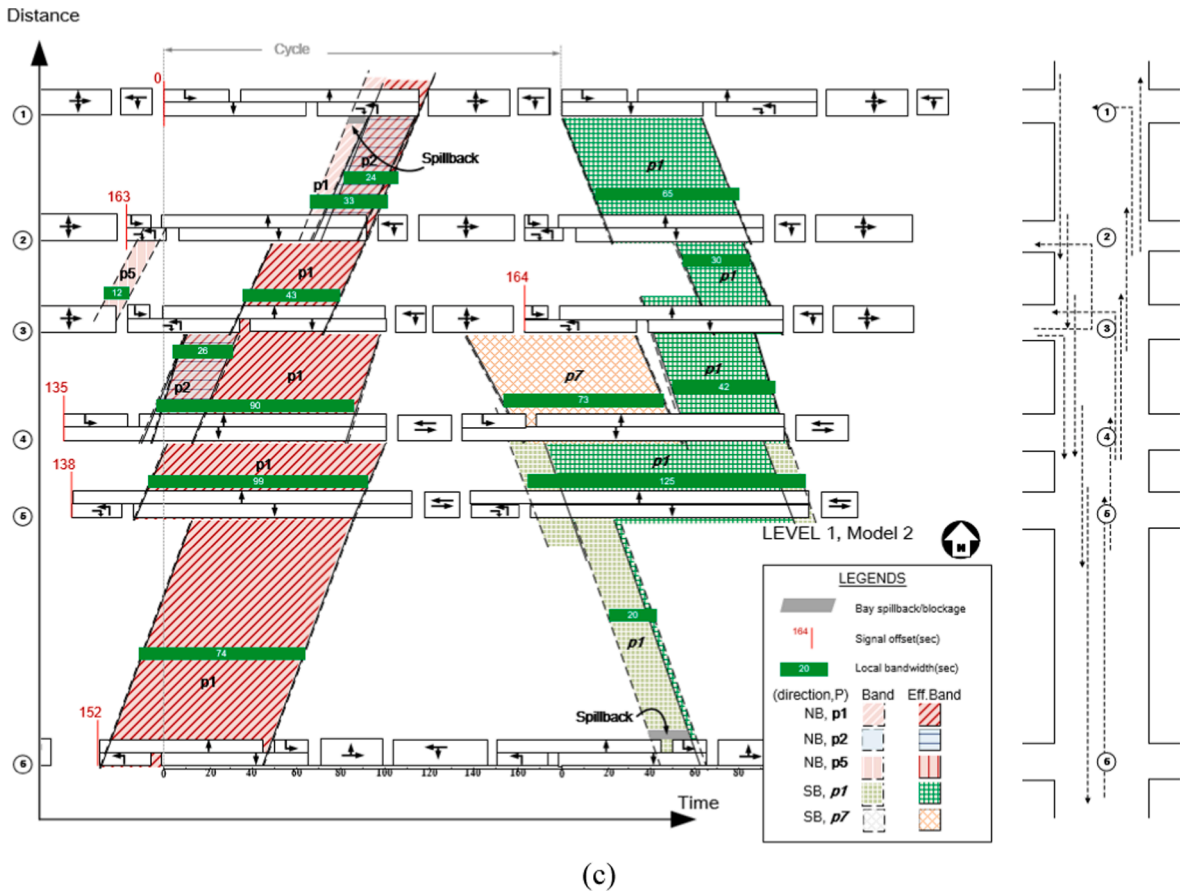 Distance
Cycle
0
1
1
p2
Spillback
p1
p1
24
65
163
33
2
2
p5
p1
30
p1
12
43
164
3
3
26
p1
p7
p1
p2
42
135
90
73
4
4
138
p1
p1
99
125
5
5
LEVEL 1, Model 2
N
LEGENDS
Bay spillback/blockage
164 Signal offset(sec)
20 Local bandwidth(sec)
(direction,P) Band Eff.Band
NB, p1
NB, p2
NB, p5
SB, p1
SB, p7
20
p1
74
p1
Spillback
152
6
6
0 20 40 60 80 100 120 140 160 0 20 40 60 80
Time
(c)